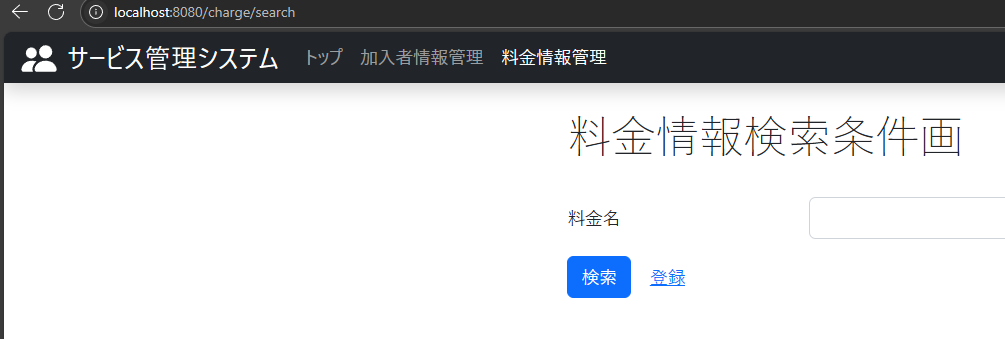 localhost:8080/charge/search
サービス管理システム トップ 加入者情報管理 料金情報管理
料金情報検索条件画
料金名
検索 登録